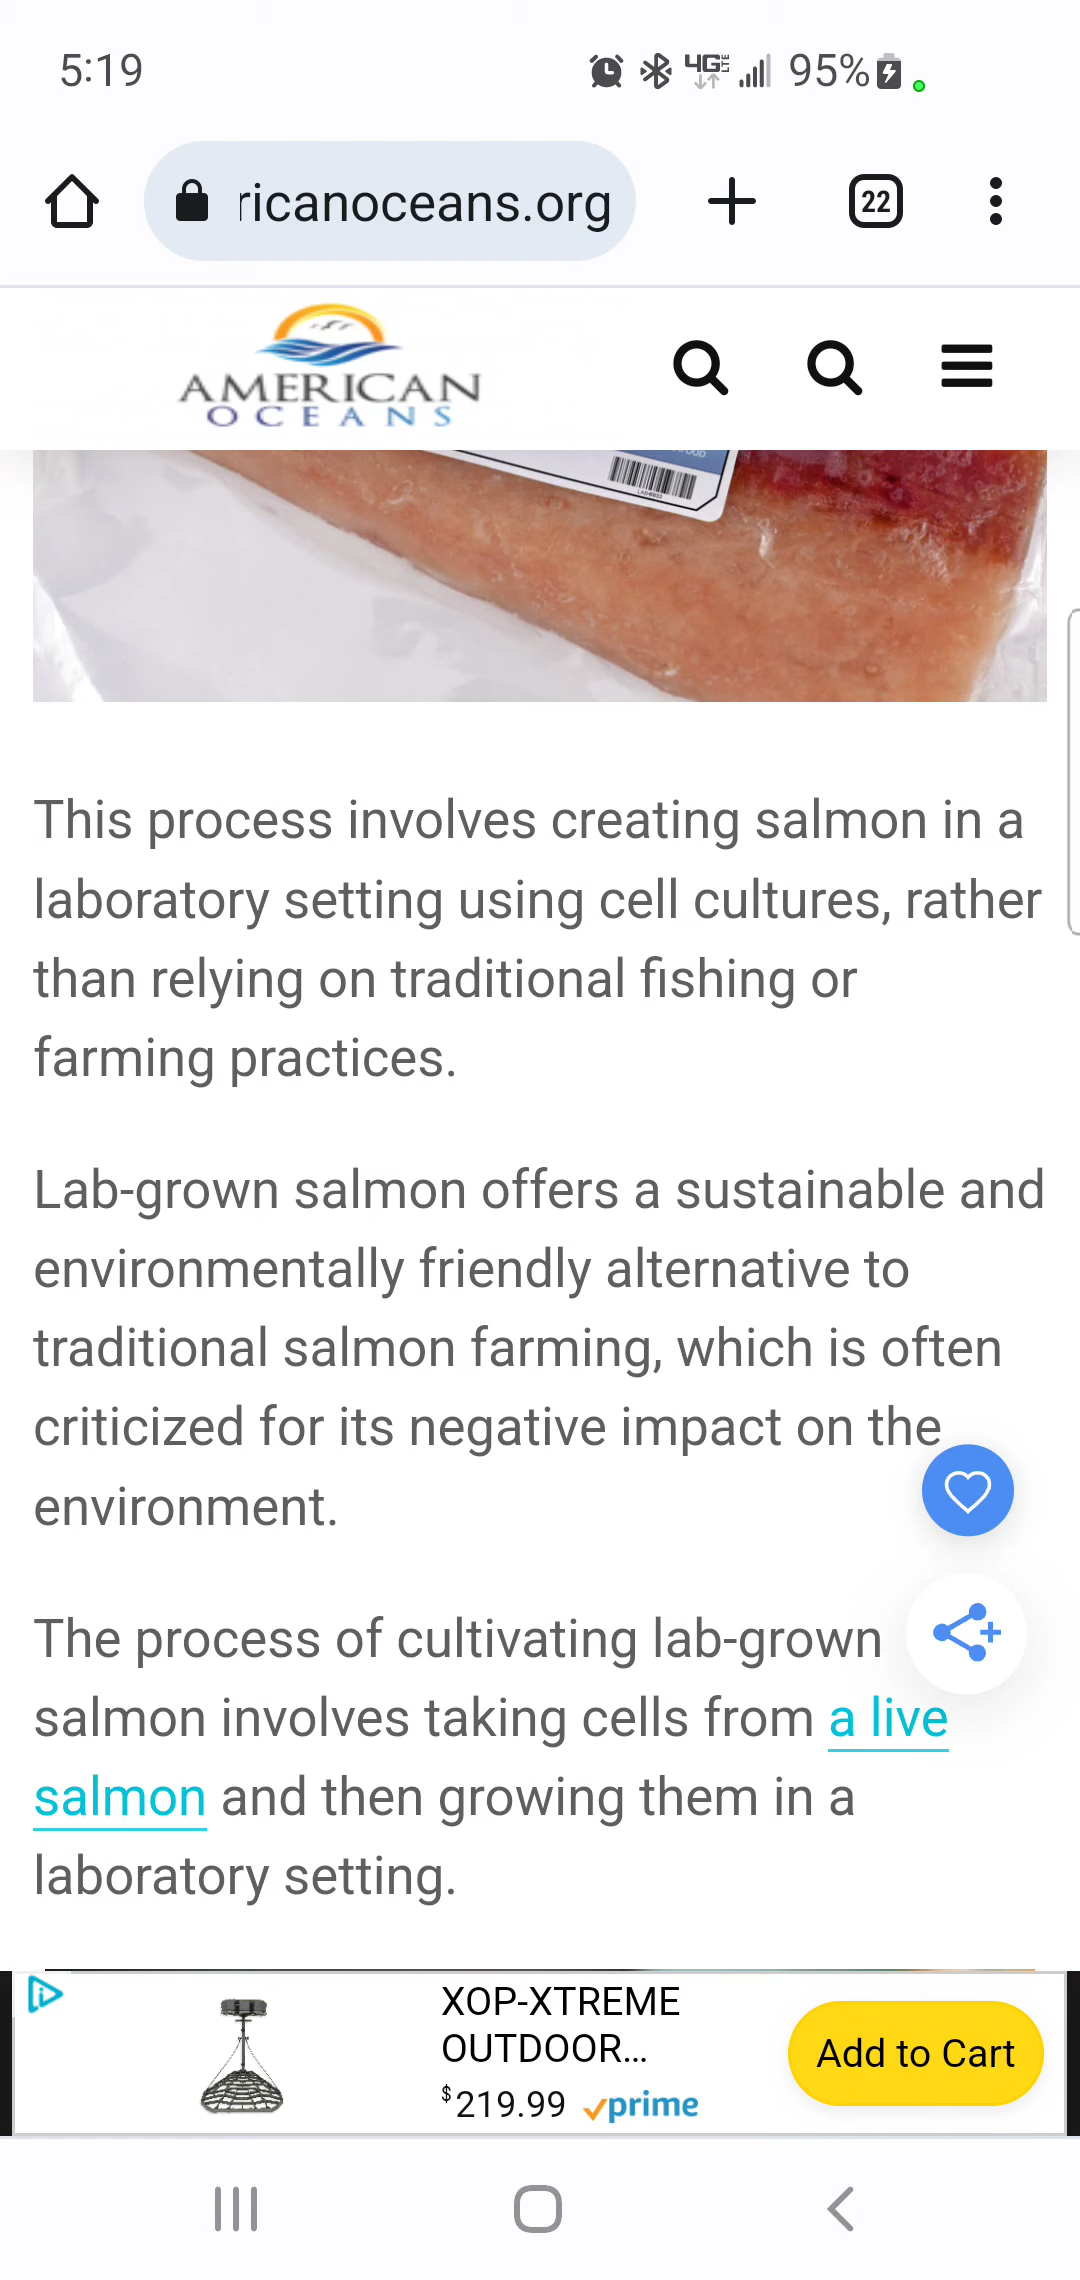 5:19 4G LTE 95%
ricanoceans.org 22
AMERICAN
OCEANS
This process involves creating salmon in a
laboratory setting using cell cultures, rather
than relying on traditional fishing or
farming practices.
Lab-grown salmon offers a sustainable and
environmentally friendly alternative to
traditional salmon farming, which is often
criticized for its negative impact on the
environment.
The process of cultivating lab-grown
salmon involves taking cells from a live
salmon and then growing them in a
laboratory setting.
XOP-XTREME
OUTDOOR...
$219.99 prime
Add to Cart